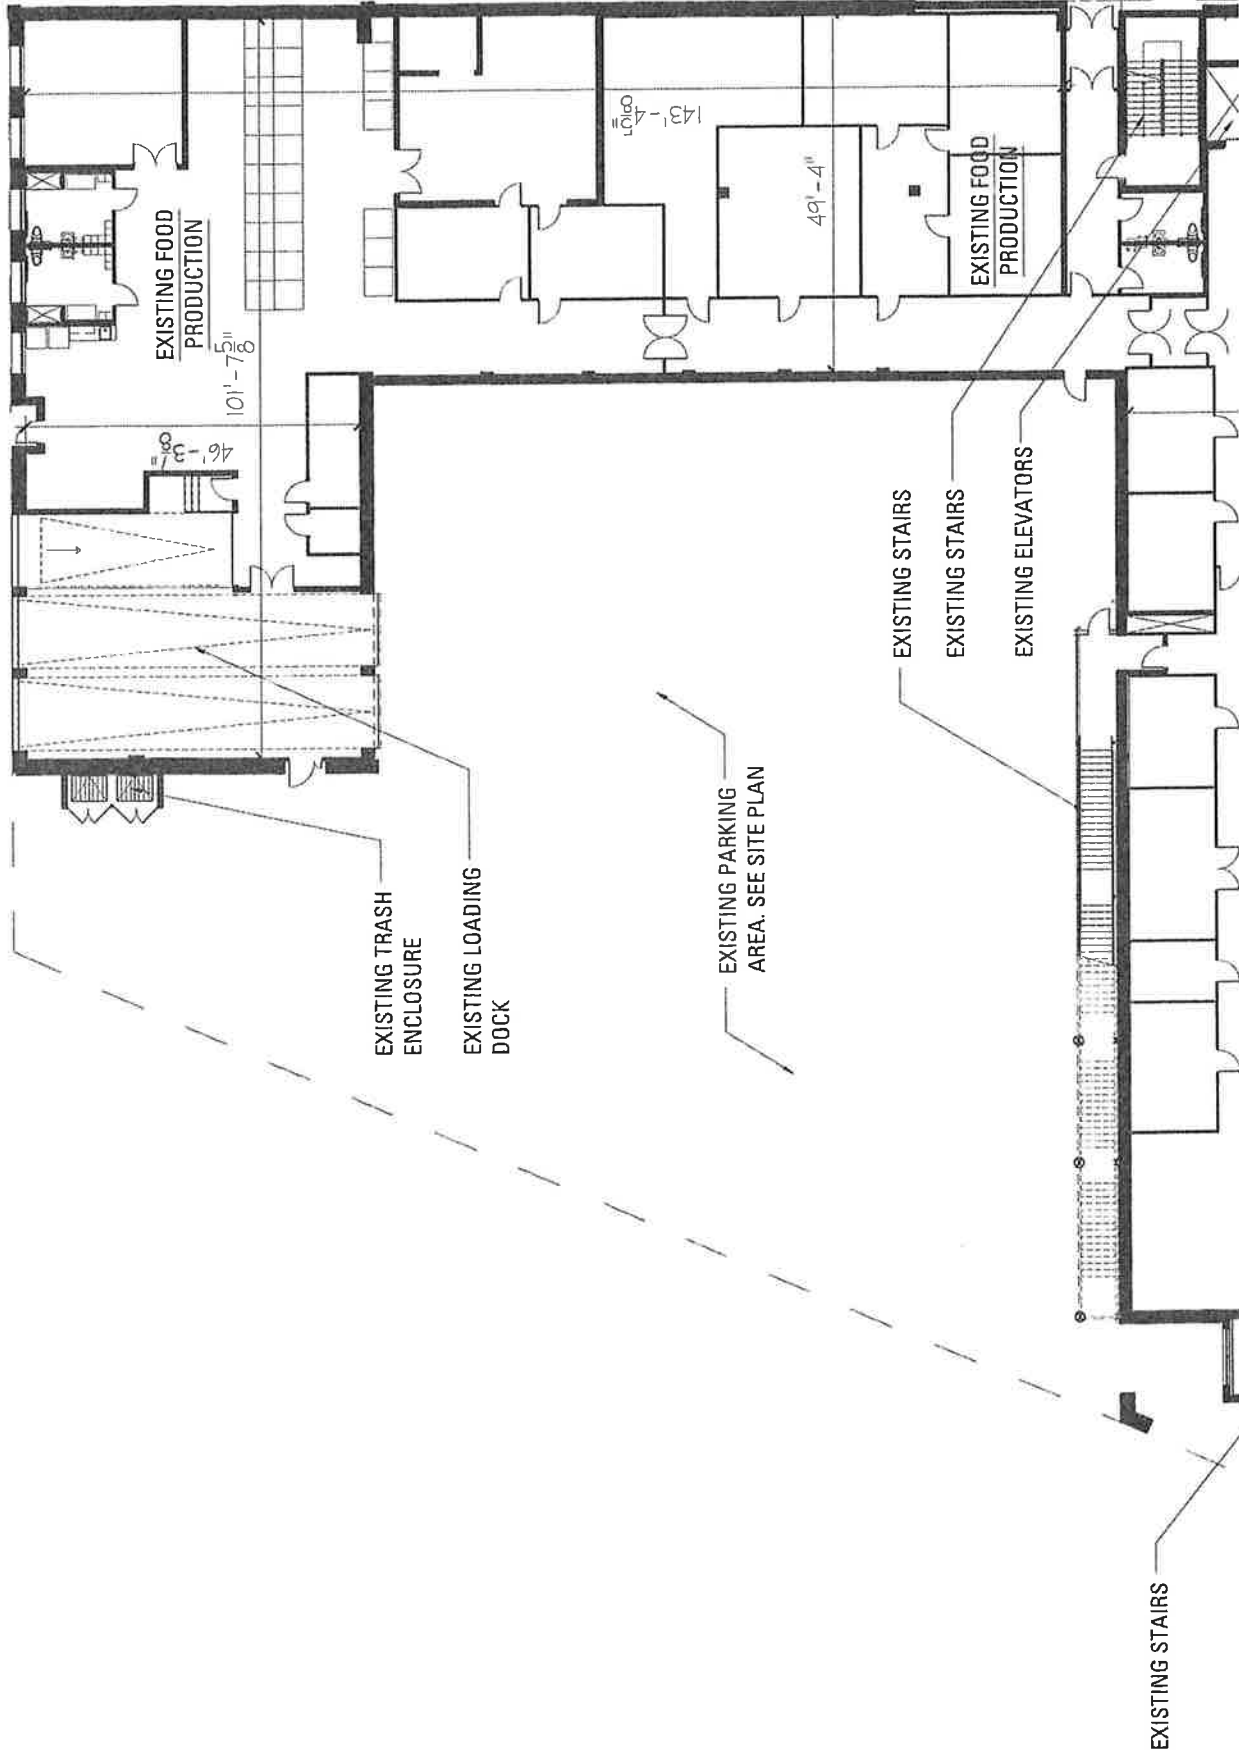 EXISTING FOOD
PRODUCTION
101'-7 5/8"
46'-3 1/8"
EXISTING TRASH
ENCLOSURE
EXISTING LOADING
DOCK
143'-4 5/8"
EXISTING PARKING
AREA. SEE SITE PLAN
49'-4"
EXISTING STAIRS
EXISTING STAIRS
EXISTING FOOD
PRODUCTION
EXISTING ELEVATORS
EXISTING STAIRS